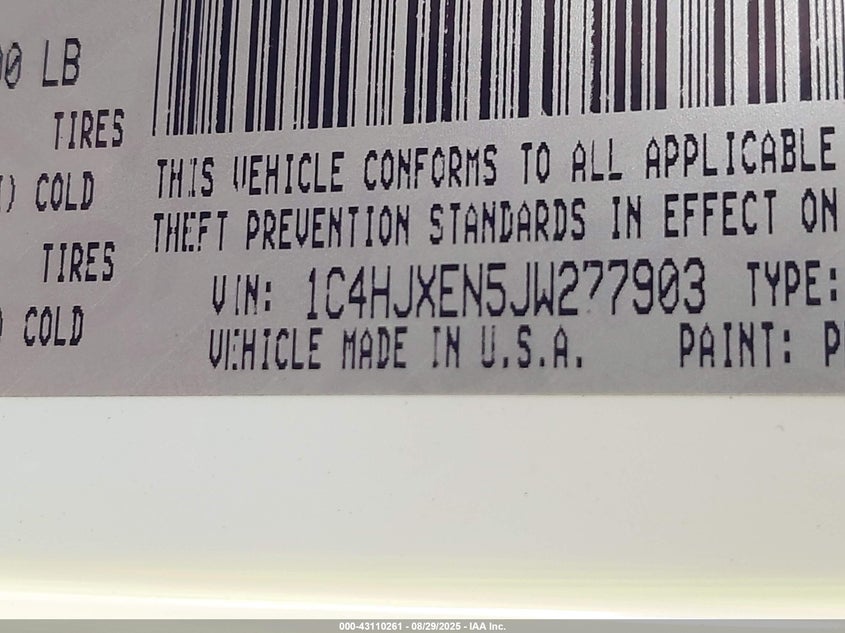 00 LB
TIRES
) COLD
TIRES
) COLD
THIS VEHICLE CONFORMS TO ALL APPLICABLE
THEFT PREVENTION STANDARDS IN EFFECT ON
VIN: 1C4HJXEN5JW277903 TYPE:
VEHICLE MADE IN U.S.A. PAINT: P
000-43110261 - 08/29/2025 - IAA Inc.